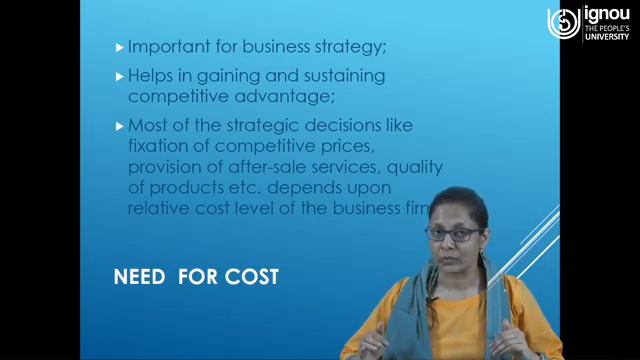 ignou
THE PEOPLE'S
UNIVERSITY
Important for business strategy;
Helps in gaining and sustaining
competitive advantage;
Most of the strategic decisions like
fixation of competitive prices,
provision of after-sale services, quality
of products etc. depends upon
relative cost level of the business firm
NEED FOR COST